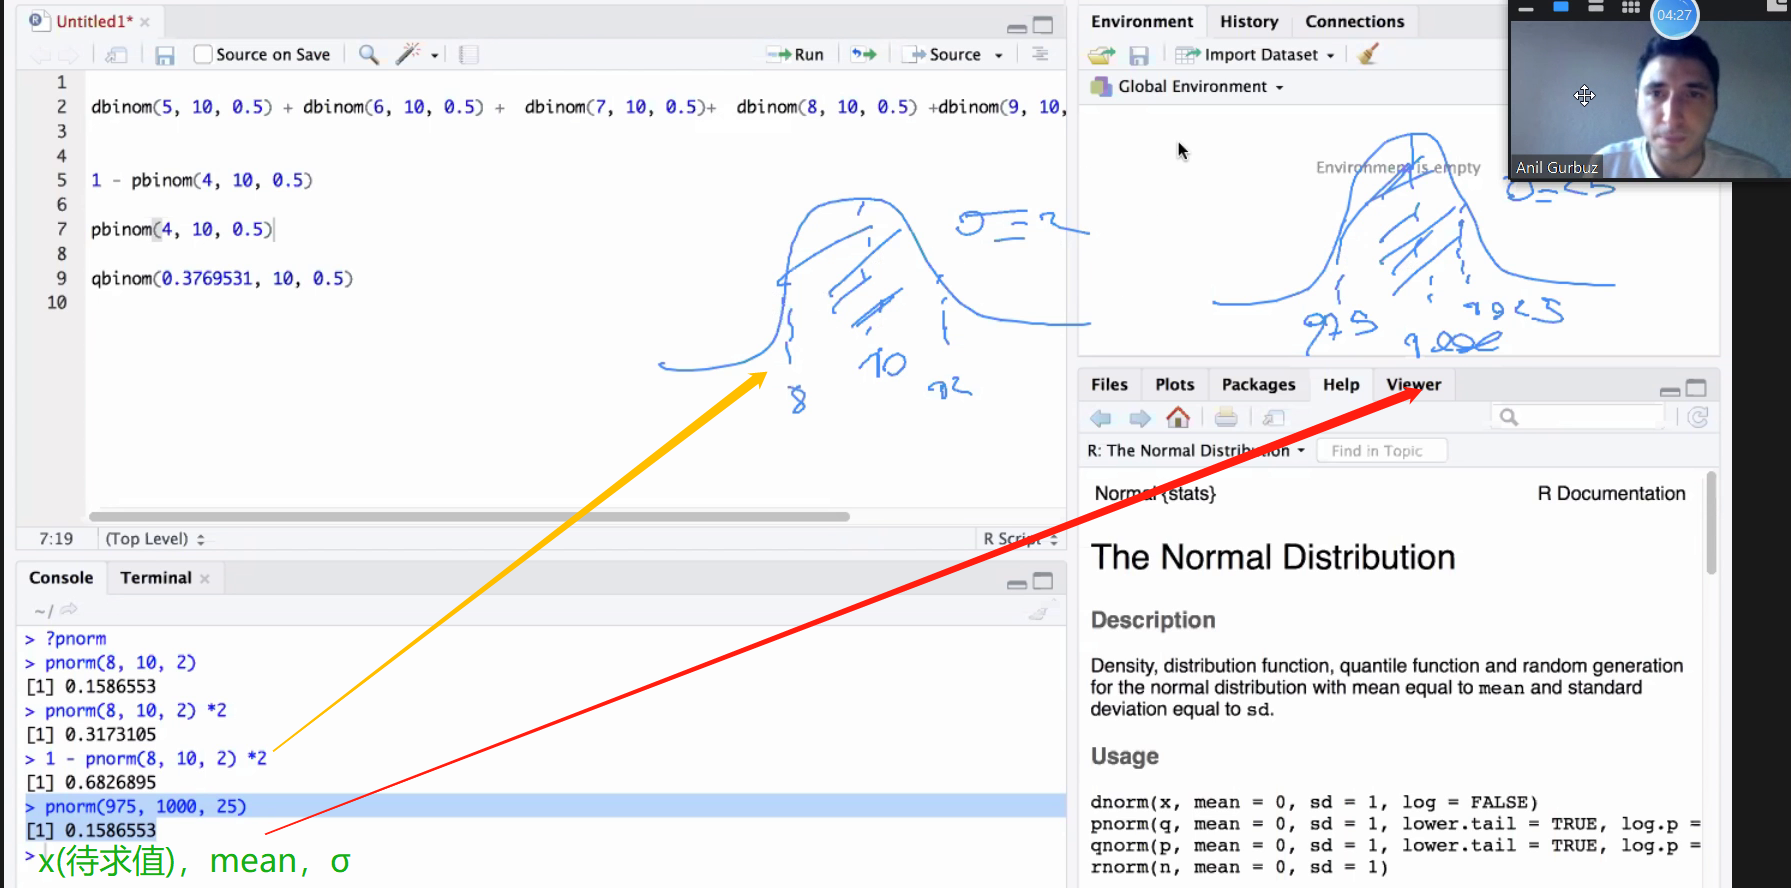 Untitled1*
Source on Save
Run
Source
1
2 dbinom(5, 10, 0.5) + dbinom(6, 10, 0.5) + dbinom(7, 10, 0.5)+ dbinom(8, 10, 0.5) +dbinom(9, 10,
3
4
5 1 - pbinom(4, 10, 0.5)
6
7 pbinom(4, 10, 0.5)
8
9 qbinom(0.3769531, 10, 0.5)
10
σ = 2
8
10
12
7:19 (Top Level) R Script
Console Terminal
~/
> ?pnorm
> pnorm(8, 10, 2)
[1] 0.1586553
> pnorm(8, 10, 2) *2
[1] 0.3173105
> 1 - pnorm(8, 10, 2) *2
[1] 0.6826895
> pnorm(975, 1000, 25)
[1] 0.1586553
>
x(待求值)，mean，σ
Environment History Connections
Import Dataset
Global Environment
Environment is empty
04:27
Anil Gurbuz
σ = 25
975
1025
1000
Files Plots Packages Help Viewer
R: The Normal Distribution Find in Topic
Normal {stats} R Documentation
The Normal Distribution
Description
Density, distribution function, quantile function and random generation
for the normal distribution with mean equal to mean and standard
deviation equal to sd.
Usage
dnorm(x, mean = 0, sd = 1, log = FALSE)
pnorm(q, mean = 0, sd = 1, lower.tail = TRUE, log.p =
qnorm(p, mean = 0, sd = 1, lower.tail = TRUE, log.p =
rnorm(n, mean = 0, sd = 1)